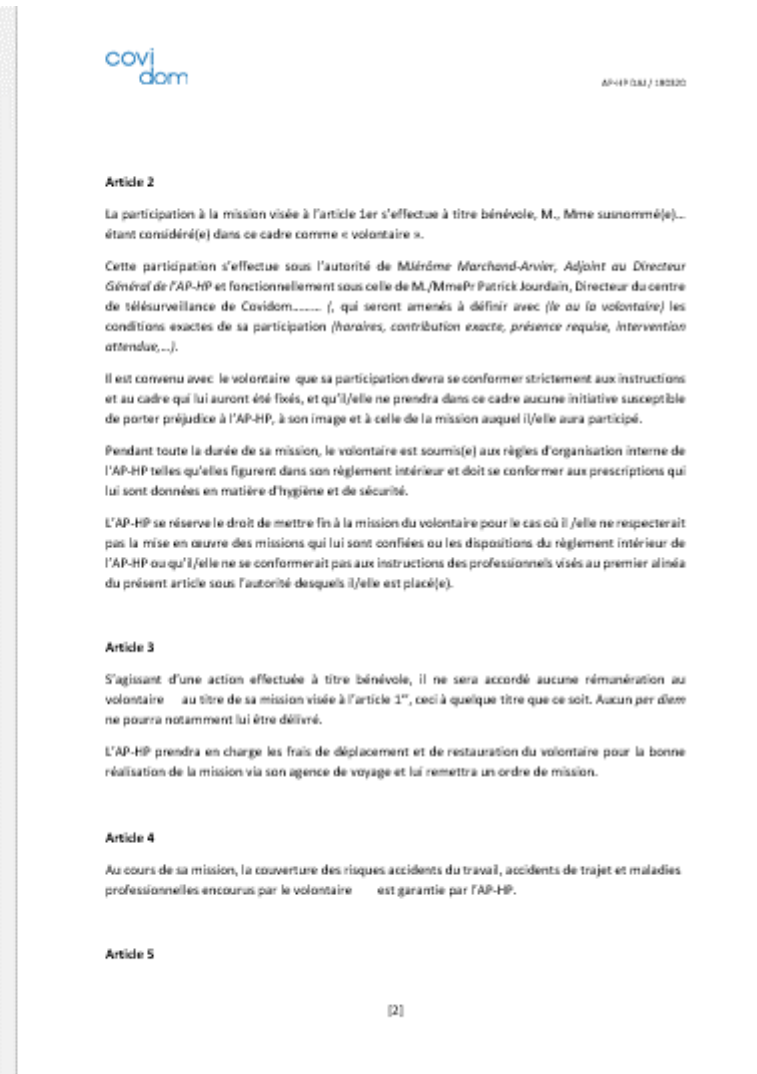 covi
dom
AP-HP DAJ / 190320
Article 2
La participation à la mission visée à l'article 1er s'effectue à titre bénévole, M., Mme susnommé(e)…
étant considéré(e) dans ce cadre comme « volontaire ».
Cette participation s'effectue sous l'autorité de MJérôme Marchand-Arvier, Adjoint au Directeur
Général de l'AP-HP et fonctionnellement sous celle de M./MmePr Patrick Jourdain, Directeur du centre
de télésurveillance de Covidom......... (, qui seront amenés à définir avec (le ou la volontaire) les
conditions exactes de sa participation (horaires, contribution exacte, présence requise, intervention
attendue,…).
Il est convenu avec le volontaire que sa participation devra se conformer strictement aux instructions
et au cadre qui lui auront été fixés, et qu'il/elle ne prendra dans ce cadre aucune initiative susceptible
de porter préjudice à l'AP-HP, à son image et à celle de la mission auquel il/elle aura participé.
Pendant toute la durée de sa mission, le volontaire est soumis(e) aux règles d'organisation interne de
l'AP-HP telles qu'elles figurent dans son règlement intérieur et doit se conformer aux prescriptions qui
lui sont données en matière d'hygiène et de sécurité.
L'AP-HP se réserve le droit de mettre fin à la mission du volontaire pour le cas où il /elle ne respecterait
pas la mise en œuvre des missions qui lui sont confiées ou les dispositions du règlement intérieur de
l'AP-HP ou qu'il/elle ne se conformerait pas aux instructions des professionnels visés au premier alinéa
du présent article sous l'autorité desquels il/elle est placé(e).
Article 3
S'agissant d'une action effectuée à titre bénévole, il ne sera accordé aucune rémunération au
volontaire au titre de sa mission visée à l'article 1er, ceci à quelque titre que ce soit. Aucun per diem
ne pourra notamment lui être délivré.
L'AP-HP prendra en charge les frais de déplacement et de restauration du volontaire pour la bonne
réalisation de la mission via son agence de voyage et lui remettra un ordre de mission.
Article 4
Au cours de sa mission, la couverture des risques accidents du travail, accidents de trajet et maladies
professionnelles encourus par le volontaire est garantie par l'AP-HP.
Article 5
[2]